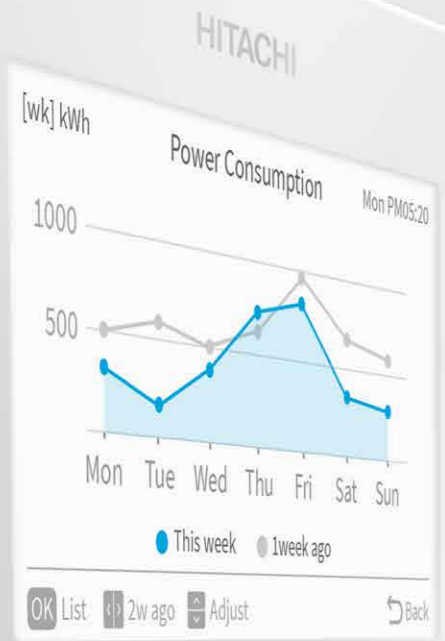 HITACHI
[wk] kWh
Power Consumption
Mon PM05:20
1000
500
Mon Tue Wed Thu Fri Sat Sun
This week 1week ago
OK List 2w ago Adjust Back